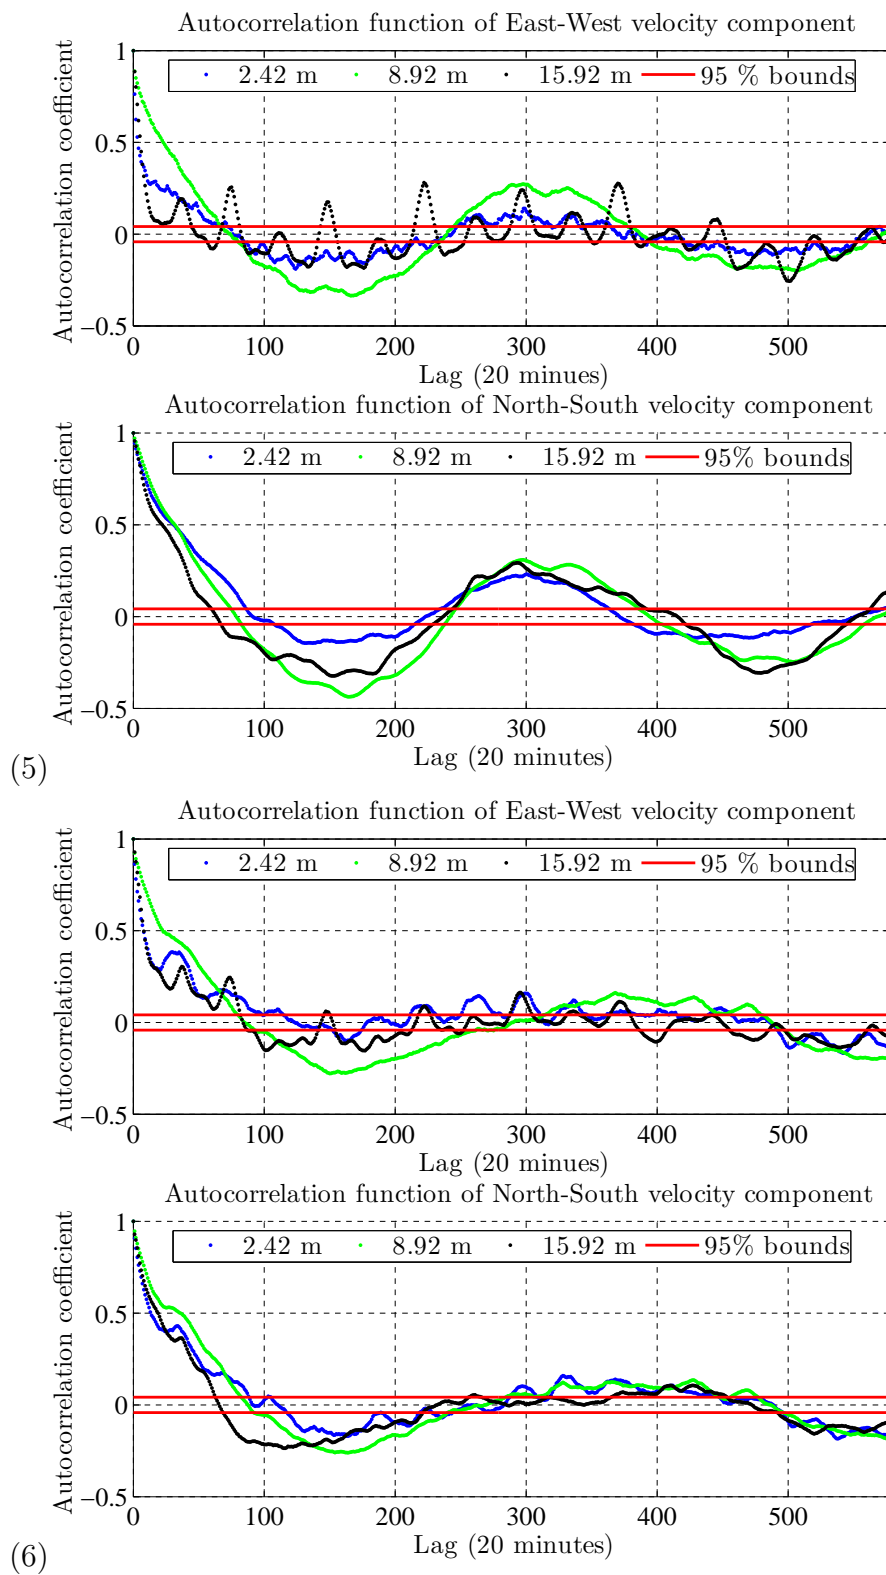 Autocorrelation function of East-West velocity component
Autocorrelation coefficient
1
0.5
0
−0.5
2.42 m 8.92 m 15.92 m 95 % bounds
0 100 200 300 400 500
Lag (20 minues)
Autocorrelation function of North-South velocity component
Autocorrelation coefficient
1
0.5
0
−0.5
2.42 m 8.92 m 15.92 m 95% bounds
0 100 200 300 400 500
Lag (20 minutes)
(5)
Autocorrelation function of East-West velocity component
Autocorrelation coefficient
1
0.5
0
−0.5
2.42 m 8.92 m 15.92 m 95 % bounds
0 100 200 300 400 500
Lag (20 minues)
Autocorrelation function of North-South velocity component
Autocorrelation coefficient
1
0.5
0
−0.5
2.42 m 8.92 m 15.92 m 95% bounds
0 100 200 300 400 500
Lag (20 minutes)
(6)